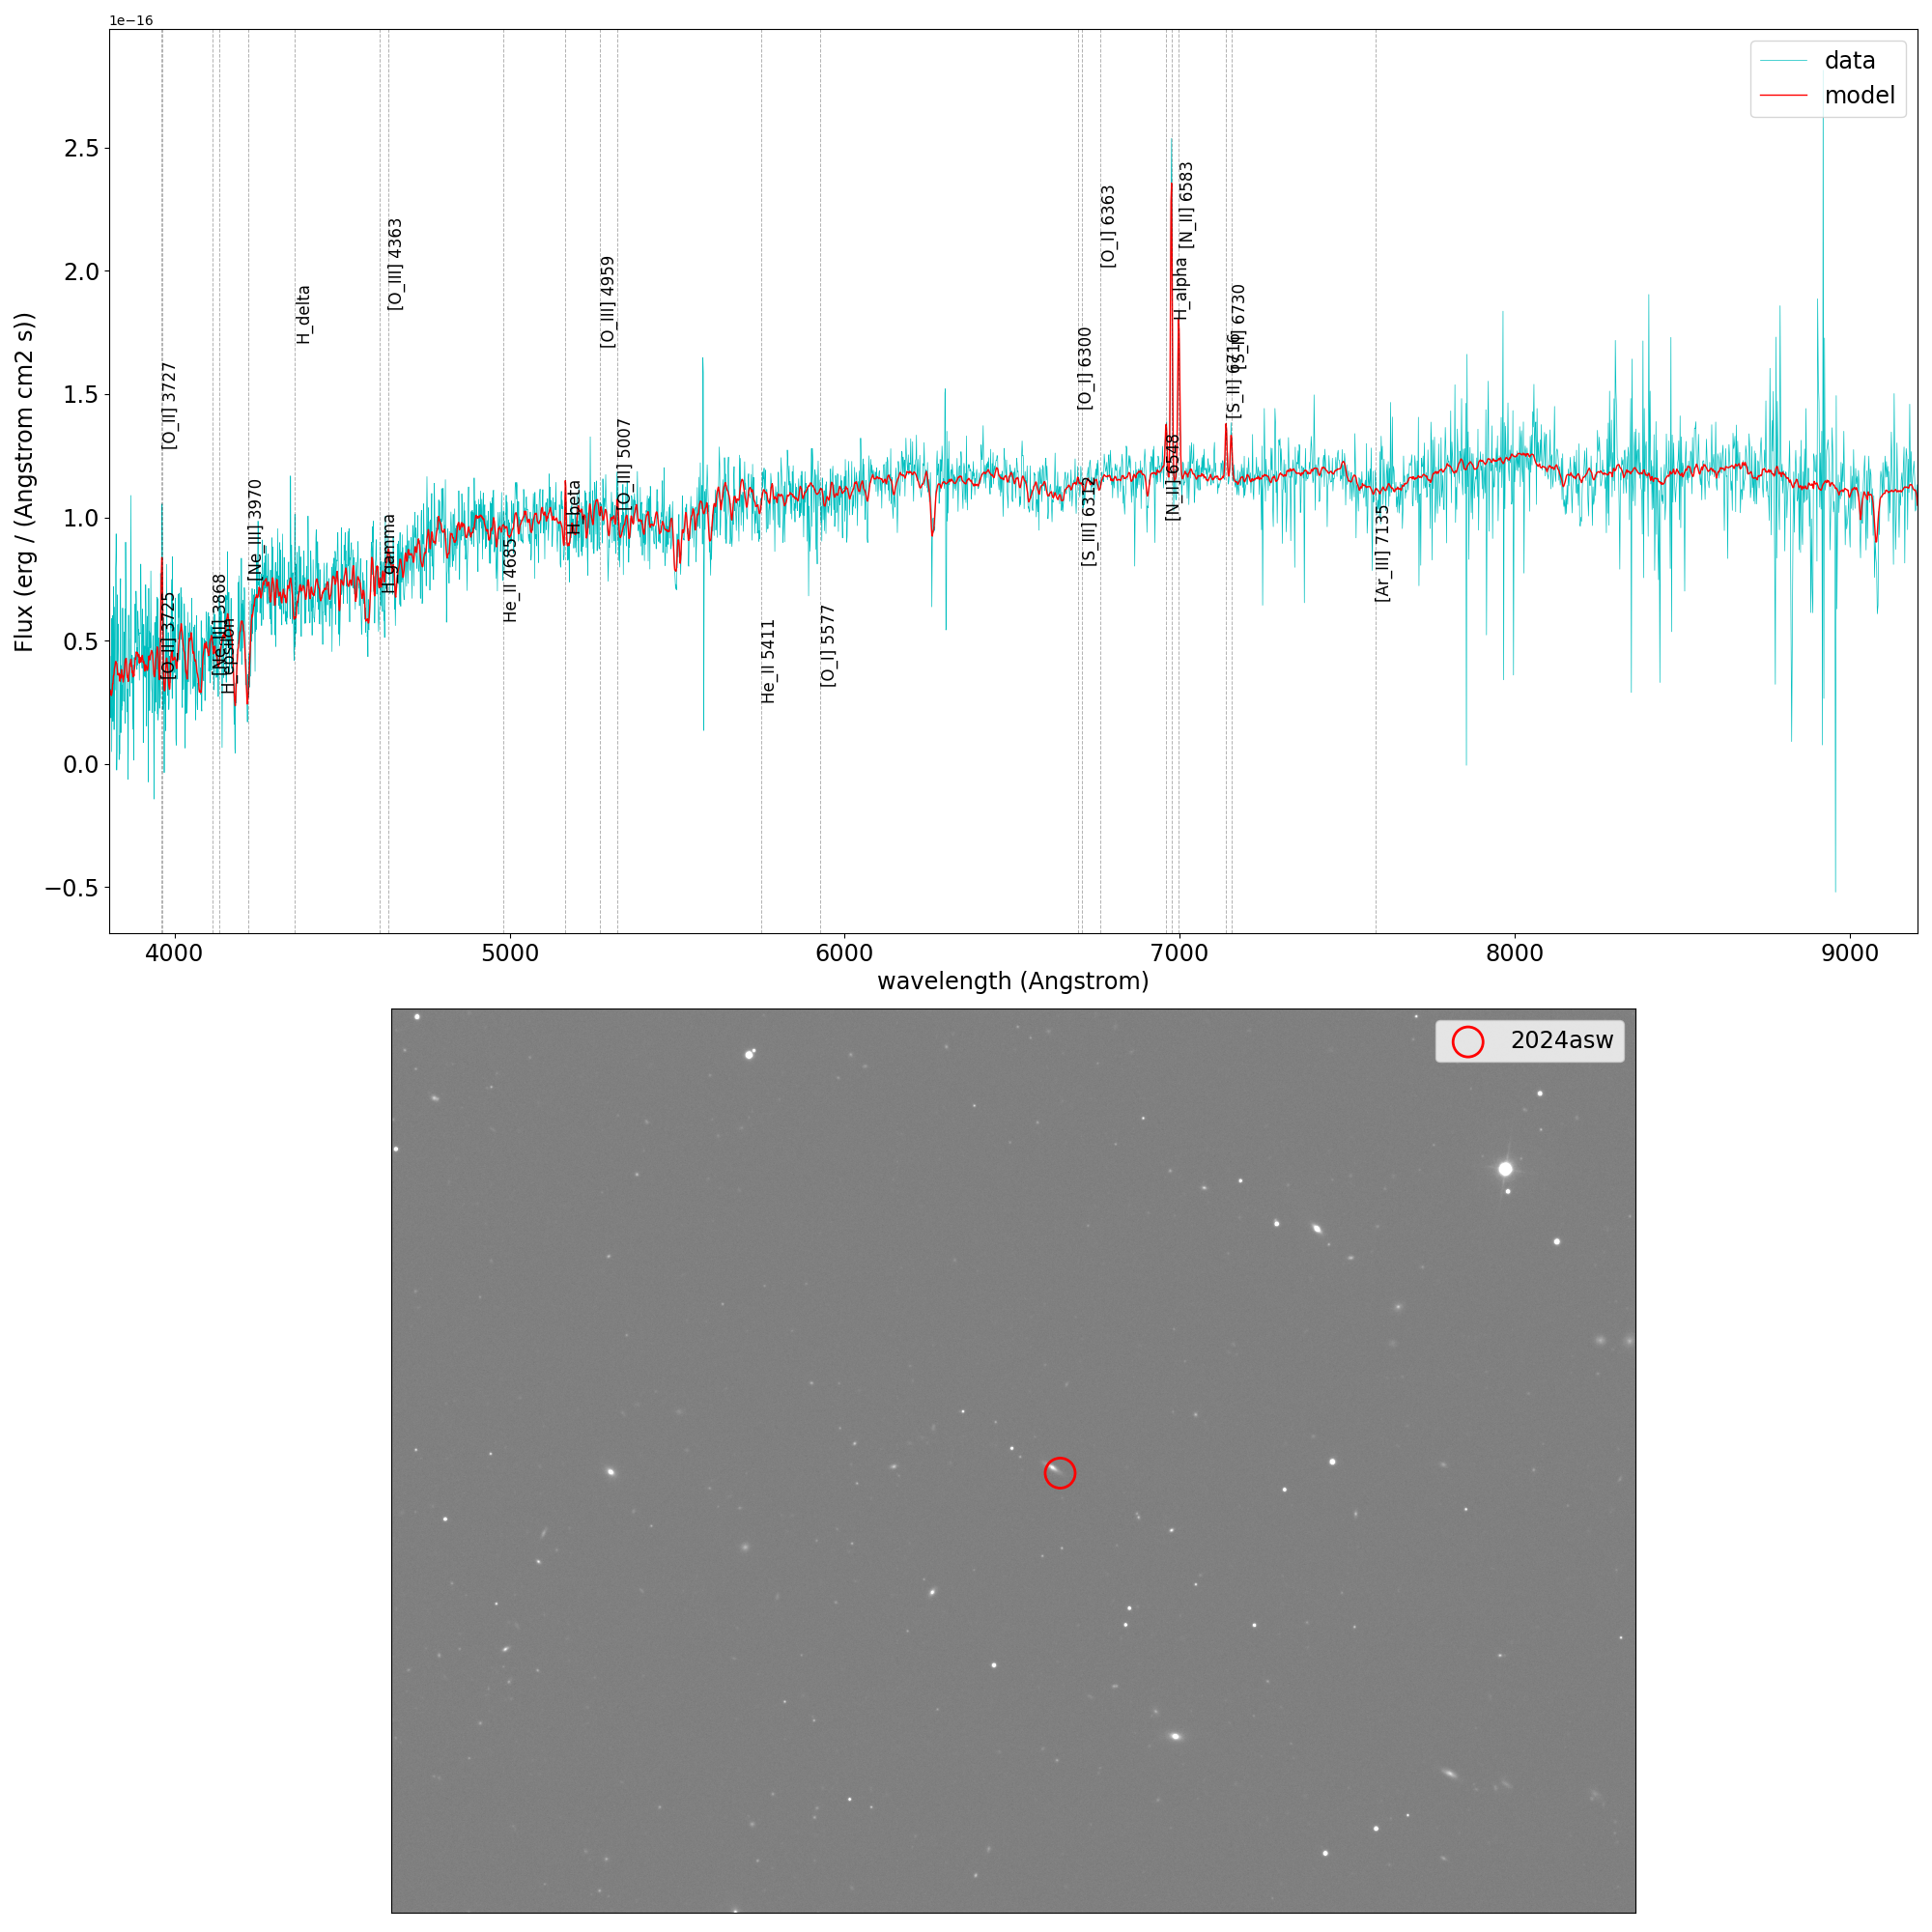 1e−16
data
model
Flux (erg / (Angstrom cm2 s))
2.5
2.0
1.5
1.0
0.5
0.0
−0.5
[O_II] 3727
[O_II] 3725
[Ne_III] 3868
H_epsilon
[Ne_III] 3970
H_delta
H_gamma
[O_III] 4363
He_II 4685
H_beta
[O_III] 4959
[O_III] 5007
He_II 5411
[O_I] 5577
[O_I] 6300
[S_III] 6312
[O_I] 6363
[N_II] 6548
H_alpha
[N_II] 6583
[S_II] 6716
[S_II] 6730
[Ar_III] 7135
4000
5000
6000
7000
8000
9000
wavelength (Angstrom)
2024asw